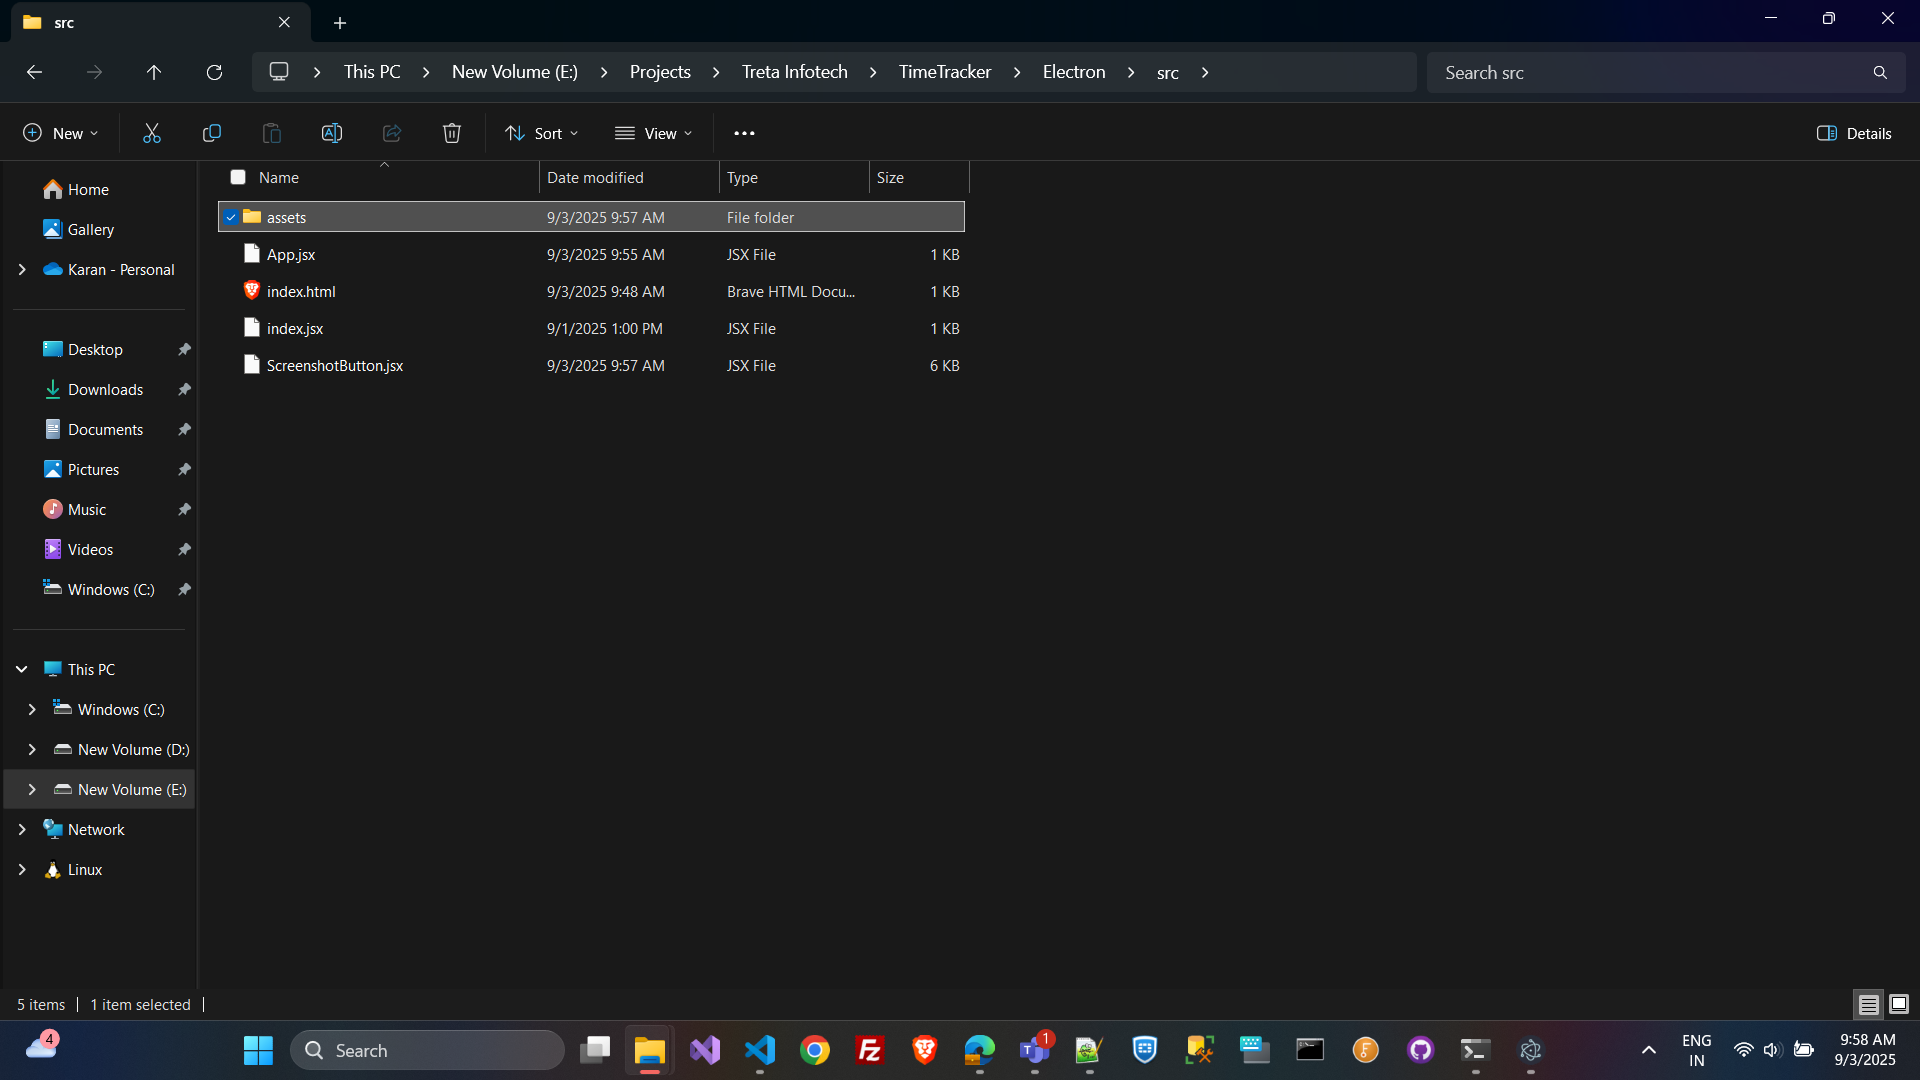 src
This PC
New Volume (E:)
Projects
Treta Infotech
TimeTracker
Electron
src
Search src
New
Sort
View
Details
Name
Date modified
Type
Size
assets
9/3/2025 9:57 AM
File folder
App.jsx
9/3/2025 9:55 AM
JSX File
1 KB
index.html
9/3/2025 9:48 AM
Brave HTML Docu...
1 KB
index.jsx
9/1/2025 1:00 PM
JSX File
1 KB
ScreenshotButton.jsx
9/3/2025 9:57 AM
JSX File
6 KB
Home
Gallery
Karan - Personal
Desktop
Downloads
Documents
Pictures
Music
Videos
Windows (C:)
This PC
Windows (C:)
New Volume (D:)
New Volume (E:)
Network
Linux
5 items
1 item selected
4
Search
1
ENG
IN
9:58 AM
9/3/2025